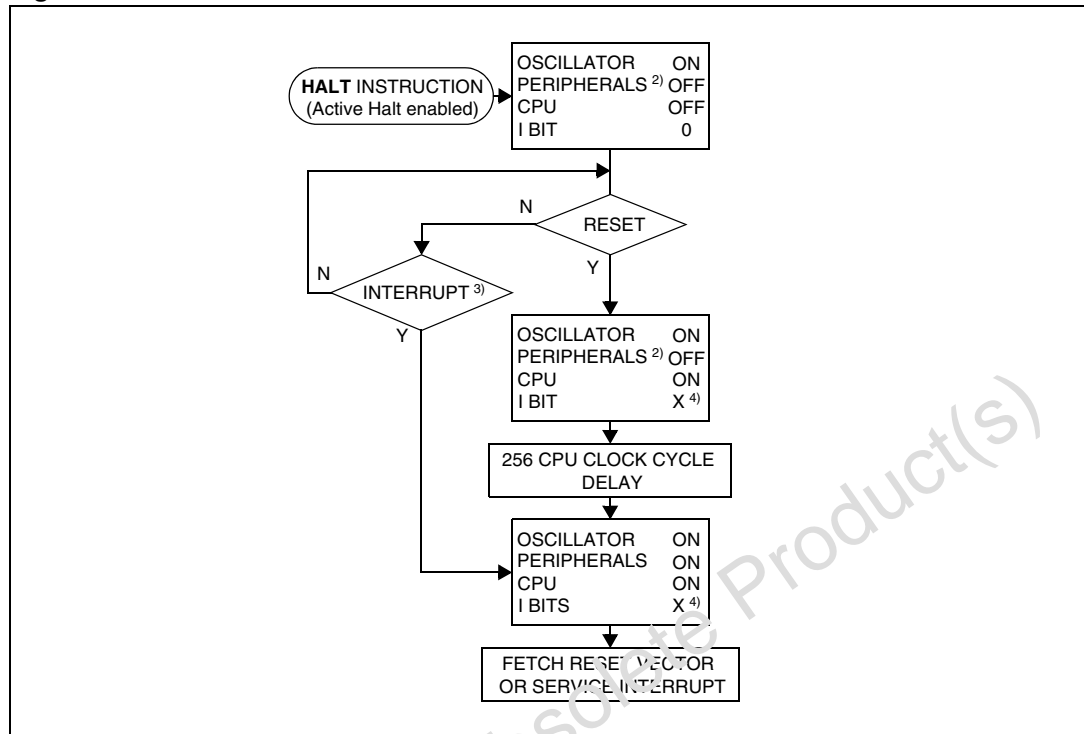 HALT INSTRUCTION
(Active Halt enabled)
OSCILLATOR ON
PERIPHERALS 2) OFF
CPU OFF
I BIT 0
RESET
N
Y
INTERRUPT 3)
N
Y
OSCILLATOR ON
PERIPHERALS 2) OFF
CPU ON
I BIT X 4)
256 CPU CLOCK CYCLE
DELAY
OSCILLATOR ON
PERIPHERALS ON
CPU ON
I BITS X 4)
FETCH RESET VECTOR
OR SERVICE INTERRUPT
solete Product(s)